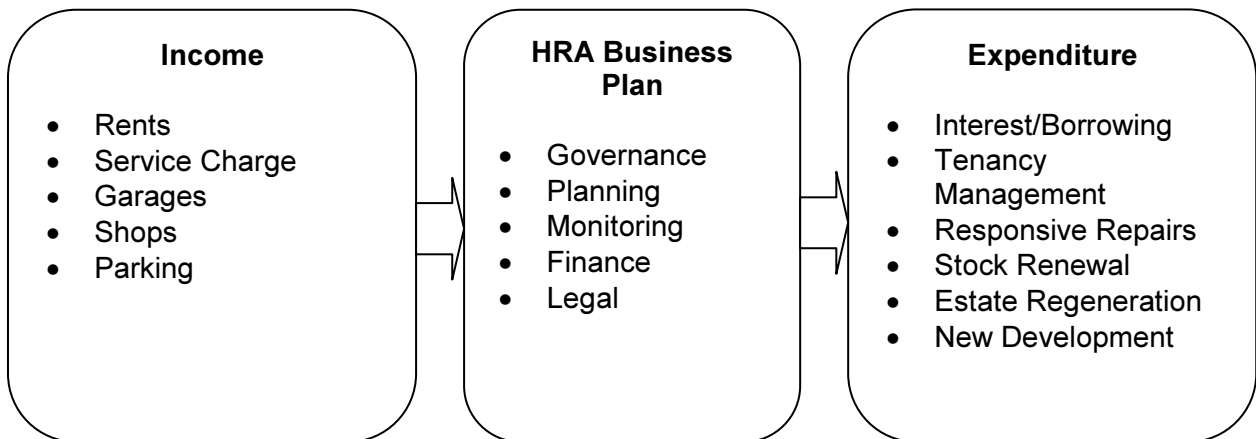 Income
• Rents
• Service Charge
• Garages
• Shops
• Parking
HRA Business
Plan
• Governance
• Planning
• Monitoring
• Finance
• Legal
Expenditure
• Interest/Borrowing
• Tenancy
Management
• Responsive Repairs
• Stock Renewal
• Estate Regeneration
• New Development